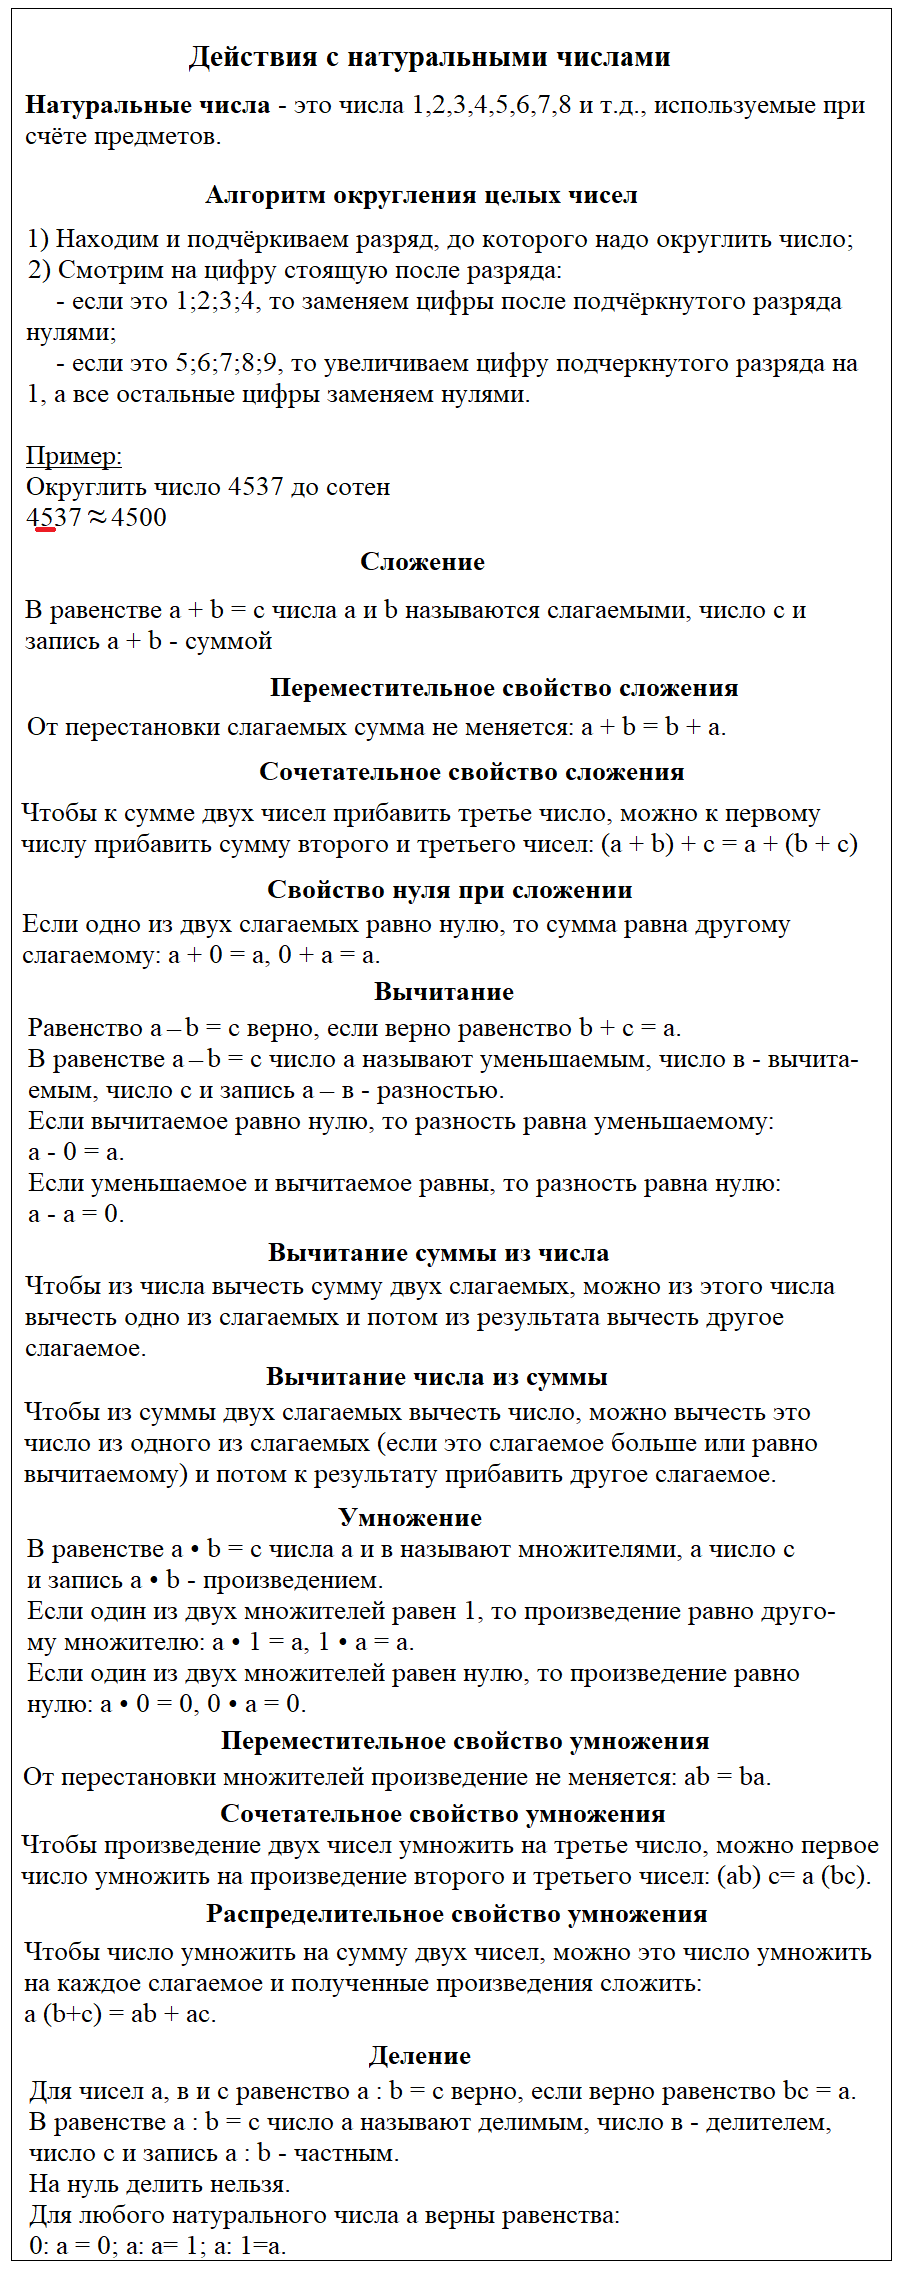 Действия с натуральными числами
Натуральные числа - это числа 1,2,3,4,5,6,7,8 и т.д., используемые при
счёте предметов.
Алгоритм округления целых чисел
1) Находим и подчёркиваем разряд, до которого надо округлить число;
2) Смотрим на цифру стоящую после разряда:
- если это 1;2;3;4, то заменяем цифры после подчёркнутого разряда
нулями;
- если это 5;6;7;8;9, то увеличиваем цифру подчеркнутого разряда на
1, а все остальные цифры заменяем нулями.
Пример:
Округлить число 4537 до сотен
4537 ≈ 4500
Сложение
В равенстве a + b = c числа a и b называются слагаемыми, число c и
запись a + b - суммой
Переместительное свойство сложения
От перестановки слагаемых сумма не меняется: a + b = b + a.
Сочетательное свойство сложения
Чтобы к сумме двух чисел прибавить третье число, можно к первому
числу прибавить сумму второго и третьего чисел: (a + b) + c = a + (b + c)
Свойство нуля при сложении
Если одно из двух слагаемых равно нулю, то сумма равна другому
слагаемому: a + 0 = a, 0 + a = a.
Вычитание
Равенство a – b = c верно, если верно равенство b + c = a.
В равенстве a – b = c число a называют уменьшаемым, число в - вычита-
емым, число c и запись a – в - разностью.
Если вычитаемое равно нулю, то разность равна уменьшаемому:
a - 0 = a.
Если уменьшаемое и вычитаемое равны, то разность равна нулю:
a - a = 0.
Вычитание суммы из числа
Чтобы из числа вычесть сумму двух слагаемых, можно из этого числа
вычесть одно из слагаемых и потом из результата вычесть другое
слагаемое.
Вычитание числа из суммы
Чтобы из суммы двух слагаемых вычесть число, можно вычесть это
число из одного из слагаемых (если это слагаемое больше или равно
вычитаемому) и потом к результату прибавить другое слагаемое.
Умножение
В равенстве a • b = c числа a и в называют множителями, а число c
и запись a • b - произведением.
Если один из двух множителей равен 1, то произведение равно друго-
му множителю: a • 1 = a, 1 • a = a.
Если один из двух множителей равен нулю, то произведение равно
нулю: a • 0 = 0, 0 • a = 0.
Переместительное свойство умножения
От перестановки множителей произведение не меняется: ab = ba.
Сочетательное свойство умножения
Чтобы произведение двух чисел умножить на третье число, можно первое
число умножить на произведение второго и третьего чисел: (ab) c= a (bc).
Распределительное свойство умножения
Чтобы число умножить на сумму двух чисел, можно это число умножить
на каждое слагаемое и полученные произведения сложить:
a (b+c) = ab + ac.
Деление
Для чисел a, в и c равенство a : b = c верно, если верно равенство bc = a.
В равенстве a : b = c число a называют делимым, число в - делителем,
число c и запись a : b - частным.
На нуль делить нельзя.
Для любого натурального числа a верны равенства:
0: a = 0; a: a= 1; a: 1=a.